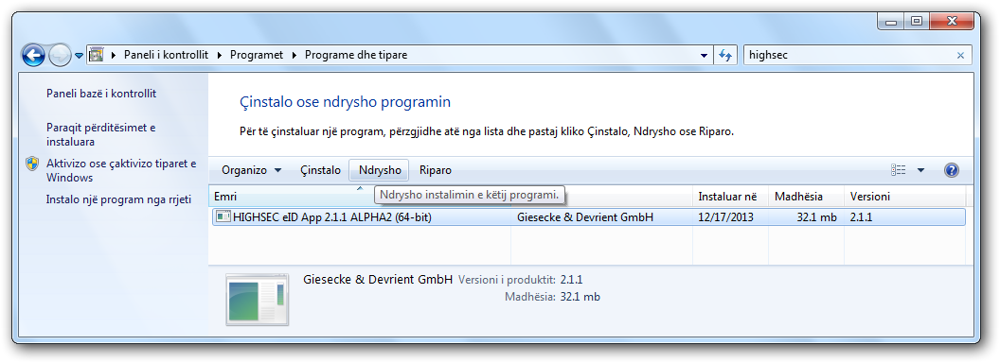 Paneli i kontrollit Programet Programe dhe tipare highsec
Paneli bazë i kontrollit
Paraqit përditësimet e
instaluara
Aktivizo ose çaktivizo tiparet e
Windows
Instalo një program nga rrjeti
Çinstalo ose ndrysho programin
Për të çinstaluar një program, përzgjidhe atë nga lista dhe pastaj kliko Çinstalo, Ndrysho ose Riparo.
Organizo Çinstalo Ndrysho Riparo
Ndrysho instalimin e këtij programi.
Emri Instaluar në Madhësia Versioni
HIGHSEC eID App 2.1.1 ALPHA2 (64-bit) Giesecke & Devrient GmbH 12/17/2013 32.1 mb 2.1.1
Giesecke & Devrient GmbH Versioni i produktit: 2.1.1
Madhësia: 32.1 mb